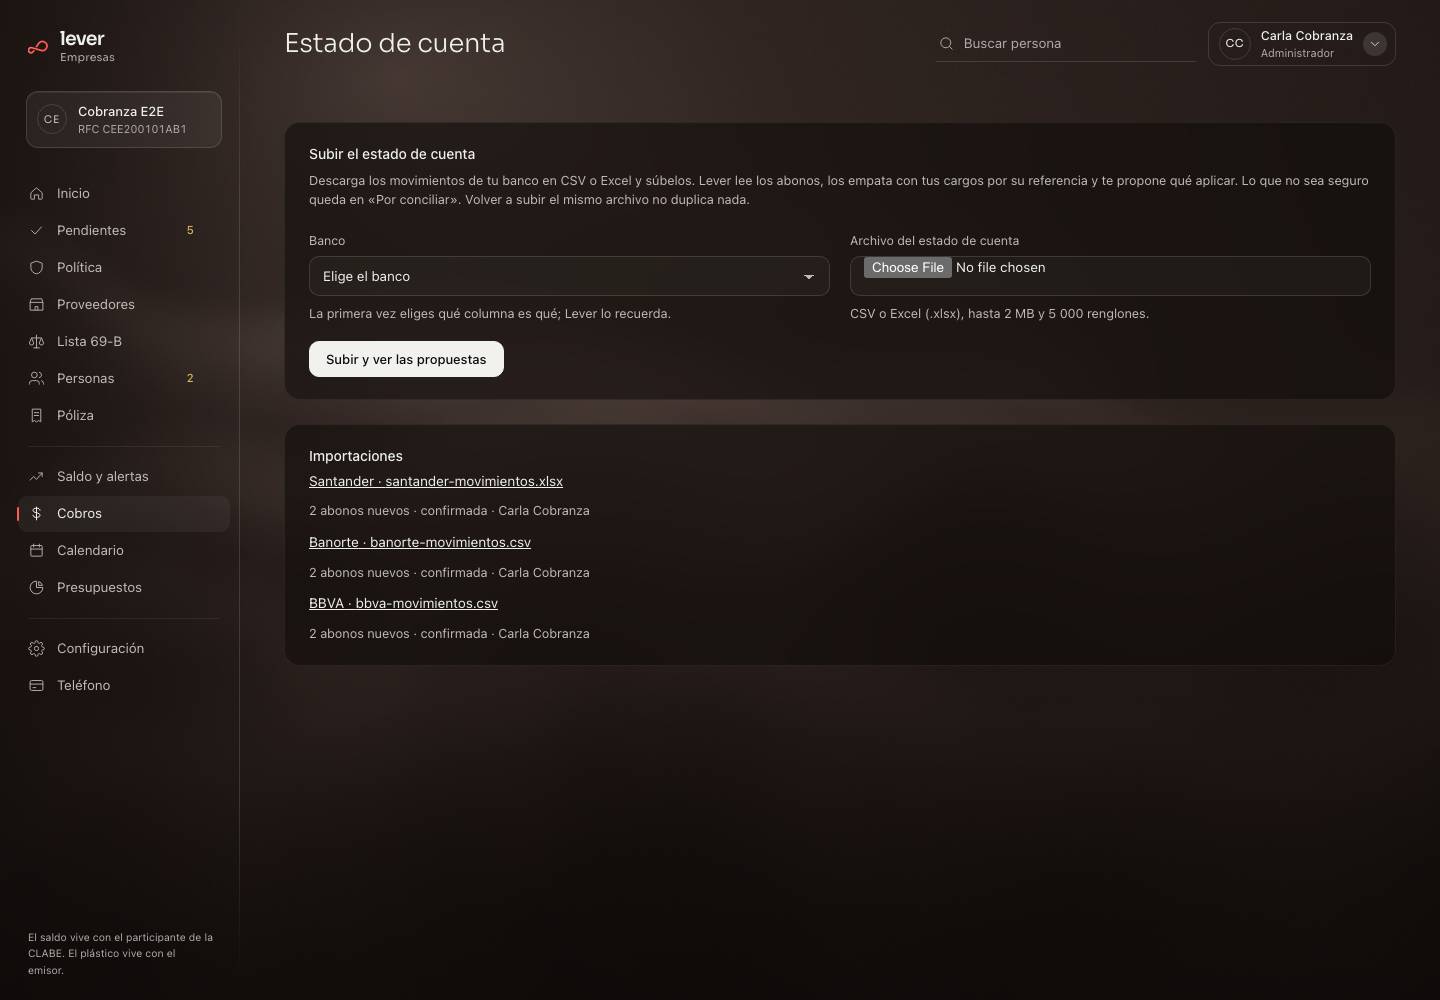 lever
Empresas
Estado de cuenta
Buscar persona
CC
Carla Cobranza
Administrador
CE
Cobranza E2E
RFC CEE200101AB1
Inicio
Pendientes 5
Política
Proveedores
Lista 69-B
Personas 2
Póliza
Saldo y alertas
Cobros
Calendario
Presupuestos
Configuración
Teléfono
El saldo vive con el participante de la
CLABE. El plástico vive con el
emisor.
Subir el estado de cuenta
Descarga los movimientos de tu banco en CSV o Excel y súbelos. Lever lee los abonos, los empata con tus cargos por su referencia y te propone qué aplicar. Lo que no sea seguro
queda en «Por conciliar». Volver a subir el mismo archivo no duplica nada.
Banco
Elige el banco
La primera vez eliges qué columna es qué; Lever lo recuerda.
Archivo del estado de cuenta
Choose File No file chosen
CSV o Excel (.xlsx), hasta 2 MB y 5 000 renglones.
Subir y ver las propuestas
Importaciones
Santander · santander-movimientos.xlsx
2 abonos nuevos · confirmada · Carla Cobranza
Banorte · banorte-movimientos.csv
2 abonos nuevos · confirmada · Carla Cobranza
BBVA · bbva-movimientos.csv
2 abonos nuevos · confirmada · Carla Cobranza